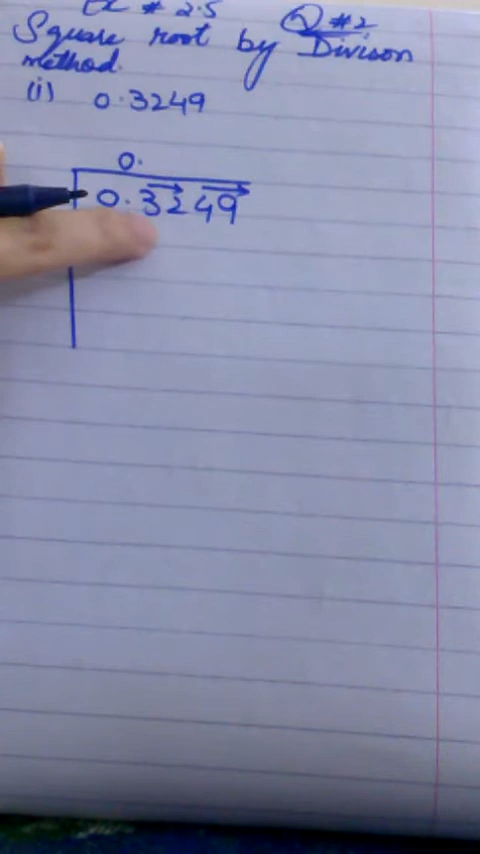 Ex # 2.5 Q #2
Square root by Divison
method.
(i) 0.3249
0.
0.3249